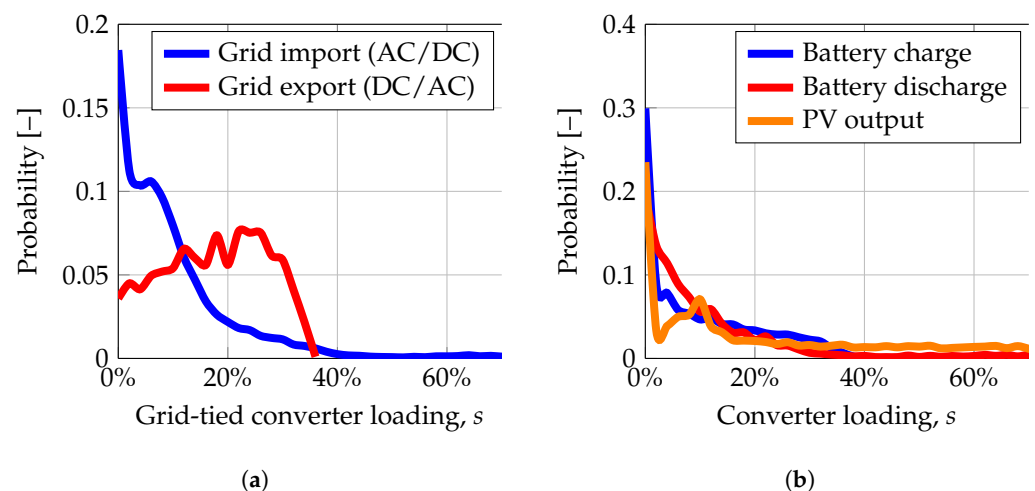 0.2
0.15
0.1
0.05
0
0%
20%
40%
60%
Probability [−]
Grid-tied converter loading, s
Grid import (AC/DC)
Grid export (DC/AC)
(a)
0.4
0.3
0.2
0.1
0
0%
20%
40%
60%
Probability [−]
Converter loading, s
Battery charge
Battery discharge
PV output
(b)